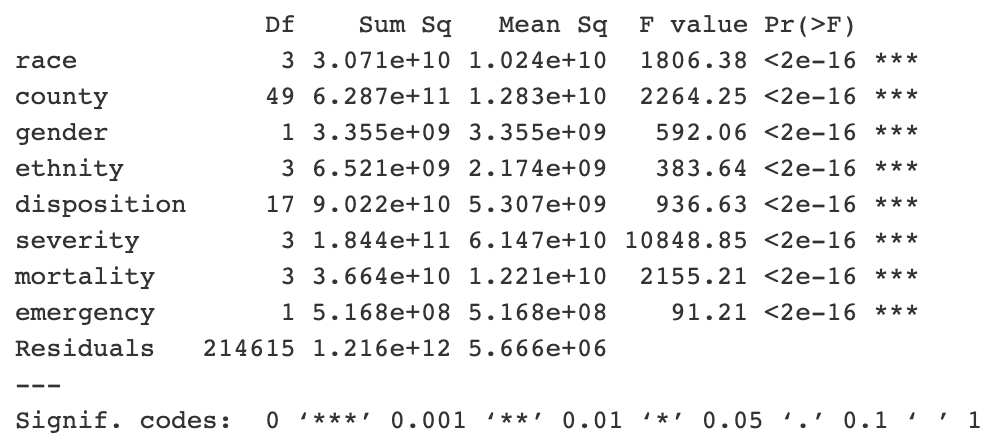 Df Sum Sq Mean Sq F value Pr(>F)
race 3 3.071e+10 1.024e+10 1806.38 <2e-16 ***
county 49 6.287e+11 1.283e+10 2264.25 <2e-16 ***
gender 1 3.355e+09 3.355e+09 592.06 <2e-16 ***
ethnity 3 6.521e+09 2.174e+09 383.64 <2e-16 ***
disposition 17 9.022e+10 5.307e+09 936.63 <2e-16 ***
severity 3 1.844e+11 6.147e+10 10848.85 <2e-16 ***
mortality 3 3.664e+10 1.221e+10 2155.21 <2e-16 ***
emergency 1 5.168e+08 5.168e+08 91.21 <2e-16 ***
Residuals 214615 1.216e+12 5.666e+06
---
Signif. codes: 0 ‘***’ 0.001 ‘**’ 0.01 ‘*’ 0.05 ‘.’ 0.1 ‘ ’ 1